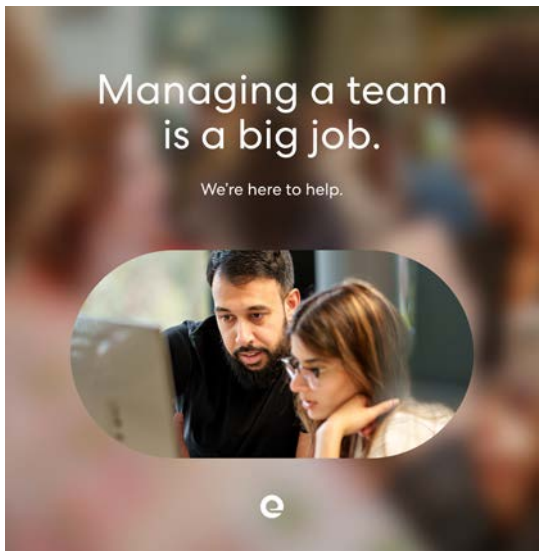 Managing a team
is a big job.
We're here to help.
e